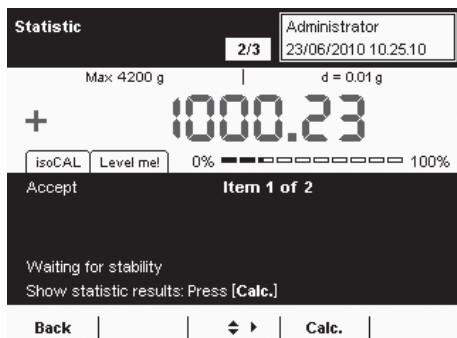 Statistic
2/3
Administrator
23/06/2010 10.25.10
Max 4200 g
d = 0.01 g
+ 1000.23
isoCAL
Level me!
0%
100%
Accept
Item 1 of 2
Waiting for stability
Show statistic results: Press [Calc.]
Back
Calc.